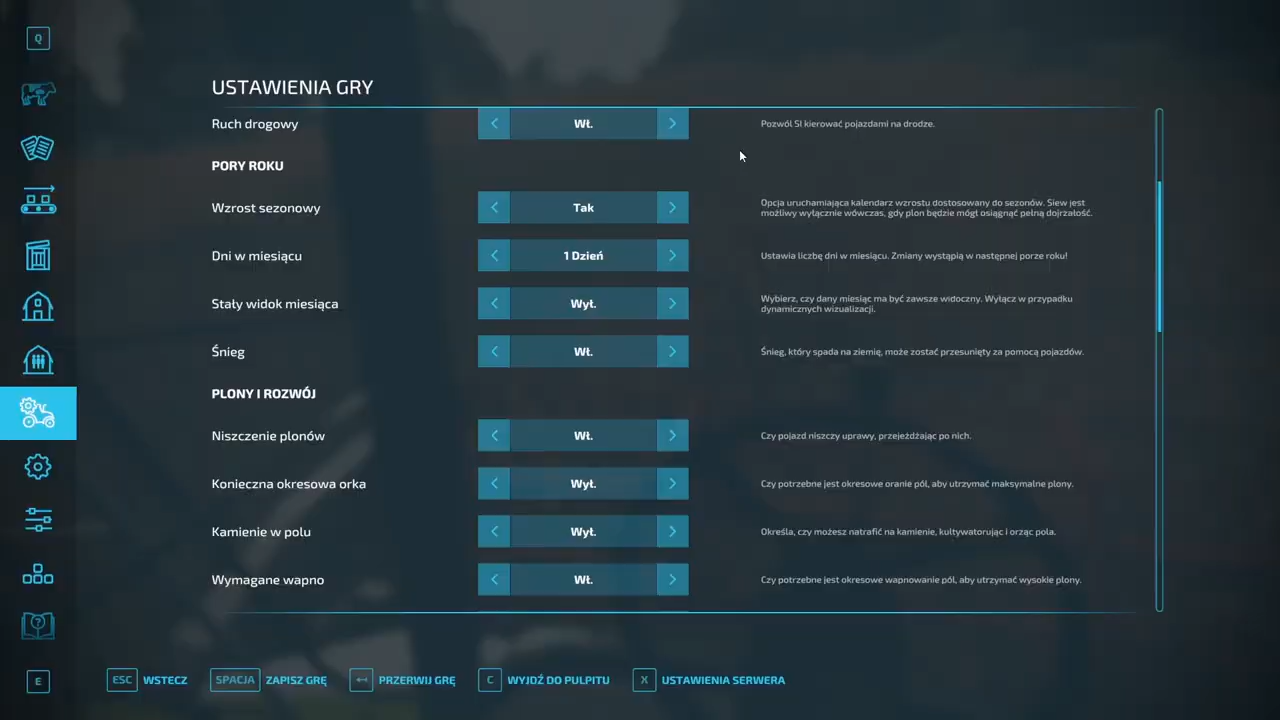 Q
USTAWIENIA GRY
Ruch drogowy Wł. Pozwól SI kierować pojazdami na drodze.
PORY ROKU
Wzrost sezonowy Tak Opcja uruchamiająca kalendarz wzrostu dostosowany do sezonów. Siew jest
możliwy wyłącznie wówczas, gdy plon będzie mógł osiągnąć pełną dojrzałość.
Dni w miesiącu 1 Dzień Ustawia liczbę dni w miesiącu. Zmiany wystąpią w następnej porze roku!
Stały widok miesiąca Wył. Wybierz, czy dany miesiąc ma być zawsze widoczny. Wyłącz w przypadku
dynamicznych wizualizacji.
Śnieg Wł. Śnieg, który spada na ziemię, może zostać przesunięty za pomocą pojazdów.
PLONY I ROZWÓJ
Niszczenie plonów Wł. Czy pojazd niszczy uprawy, przejeżdżając po nich.
Konieczna okresowa orka Wył. Czy potrzebne jest okresowe oranie pól, aby utrzymać maksymalne plony.
Kamienie w polu Wył. Określa, czy możesz natrafić na kamienie, kultywatorując i orząc pola.
Wymagane wapno Wł. Czy potrzebne jest okresowe wapnowanie pól, aby utrzymać wysokie plony.
E
ESC WSTECZ SPACJA ZAPISZ GRĘ PRZERWIJ GRĘ C WYJDŹ DO PULPITU X USTAWIENIA SERWERA